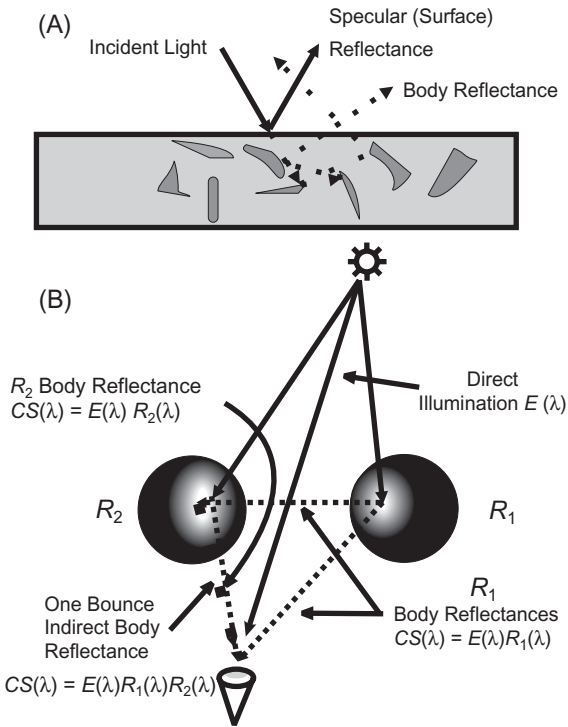 (A)
Specular (Surface)
Incident Light
Reflectance
Body Reflectance
(B)
R₂ Body Reflectance
CS(λ) = E(λ) R₂(λ)
Direct
Illumination E (λ)
R₂
R₁
One Bounce
Indirect Body
Reflectance
CS(λ) = E(λ)R₁(λ)R₂(λ)
R₁
Body Reflectances
CS(λ) = E(λ)R₁(λ)